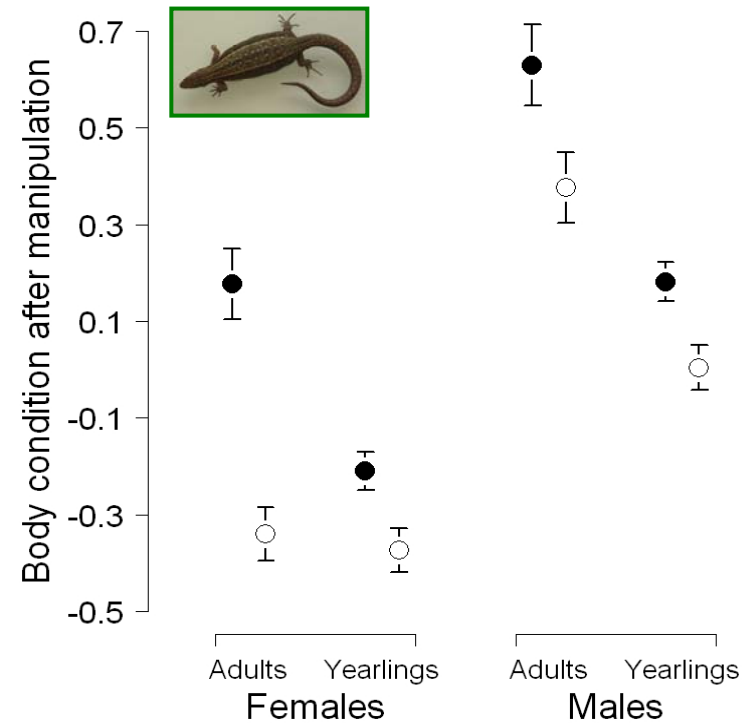 Body condition after manipulation
0.7
0.5
0.3
0.1
-0.1
-0.3
-0.5
Adults Yearlings Adults Yearlings
Females Males